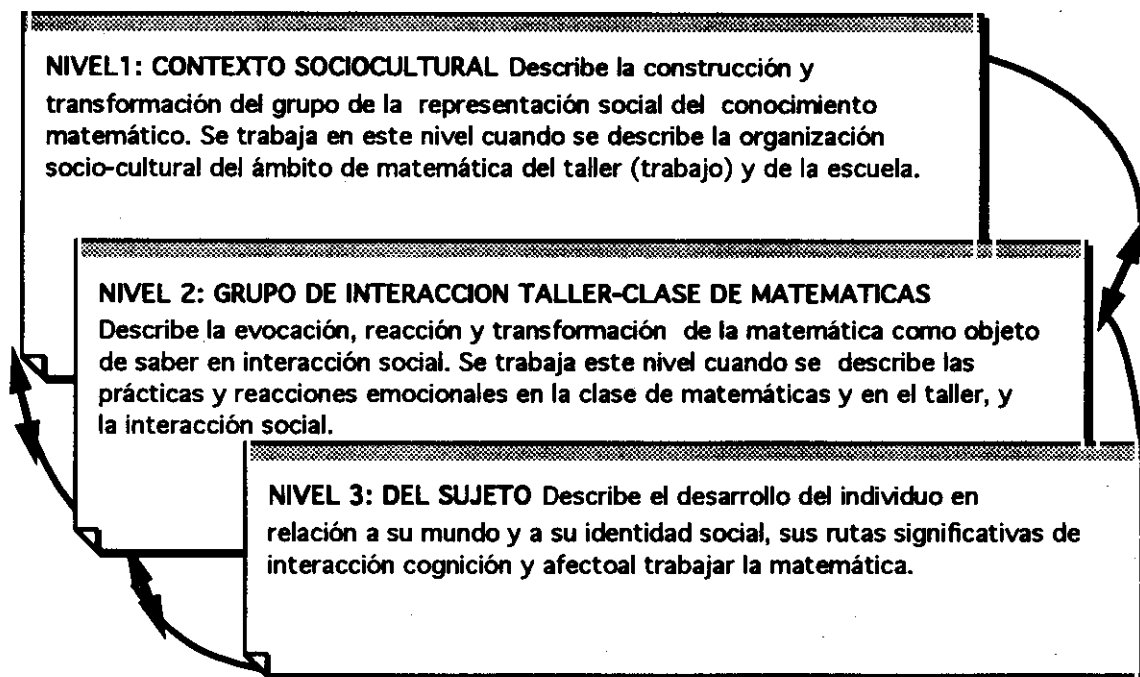 NIVEL1: CONTEXTO SOCIOCULTURAL Describe la construcción y
transformación del grupo de la representación social del conocimiento
matemático. Se trabaja en este nivel cuando se describe la organización
socio-cultural del ámbito de matemática del taller (trabajo) y de la escuela.
NIVEL 2: GRUPO DE INTERACCION TALLER-CLASE DE MATEMATICAS
Describe la evocación, reacción y transformación de la matemática como objeto
de saber en interacción social. Se trabaja este nivel cuando se describe las
prácticas y reacciones emocionales en la clase de matemáticas y en el taller, y
la interacción social.
NIVEL 3: DEL SUJETO Describe el desarrollo del individuo en
relación a su mundo y a su identidad social, sus rutas significativas de
interacción cognición y afectoal trabajar la matemática.